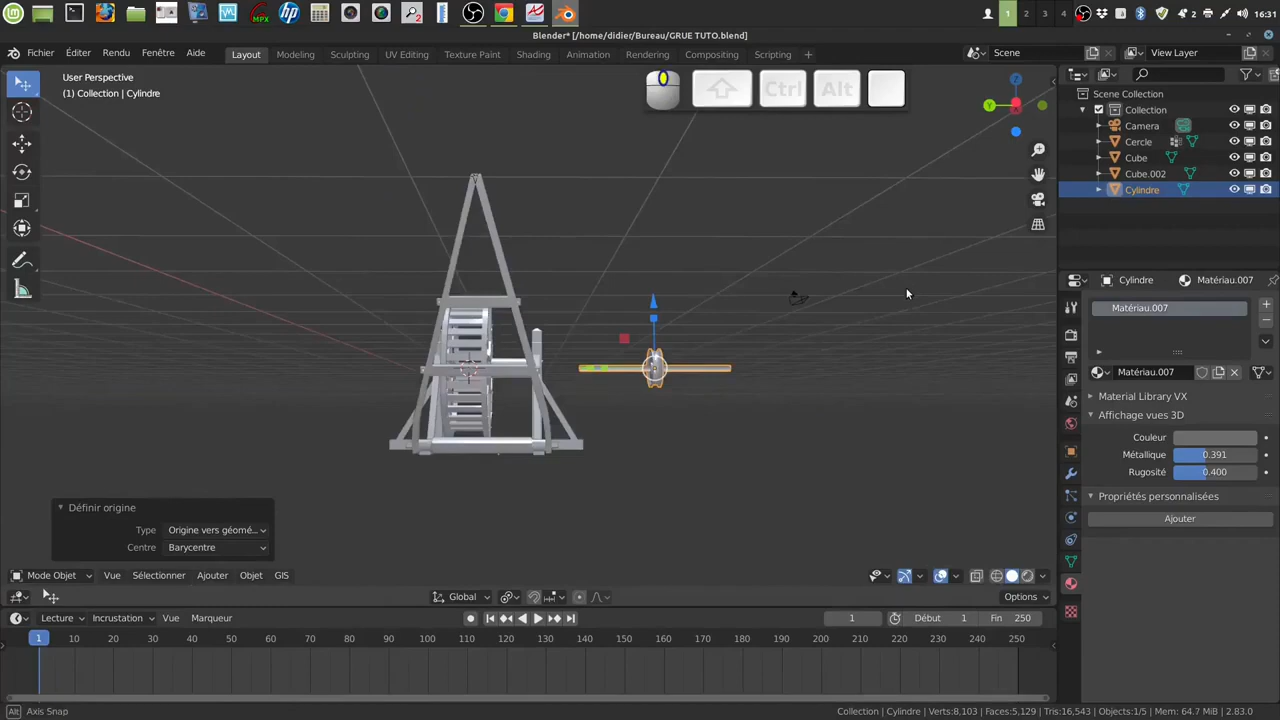 16:31
Blender* [/home/didier/Bureau/GRUE TUTO.blend]
Fichier Éditer Rendu Fenêtre Aide Layout Modeling Sculpting UV Editing Texture Paint Shading Animation Rendering Compositing Scripting + Scene View Layer
User Perspective
(1) Collection | Cylindre
Ctrl Alt
Y
Scene Collection
Collection
Camera
Cercle
Cube
Cube.002
Cylindre
Cylindre > Matériau.007
Matériau.007
Matériau.007
Material Library VX
Affichage vues 3D
Couleur
Métallique 0.391
Rugosité 0.400
Propriétés personnalisées
Ajouter
Définir origine
Type Origine vers géomé...
Centre Barycentre
Mode Objet Vue Sélectionner Ajouter Objet GIS
Global Options
Lecture Incrustation Vue Marqueur 1 Début 1 Fin 250
1 10 20 30 40 50 60 70 80 90 100 110 120 130 140 150 160 170 180 190 200 210 220 230 240 250
Alt Axis Snap Collection | Cylindre | Verts:8,103 | Faces:5,129 | Tris:16,543 | Objects:1/5 | Mem: 64.7 MiB | 2.83.0